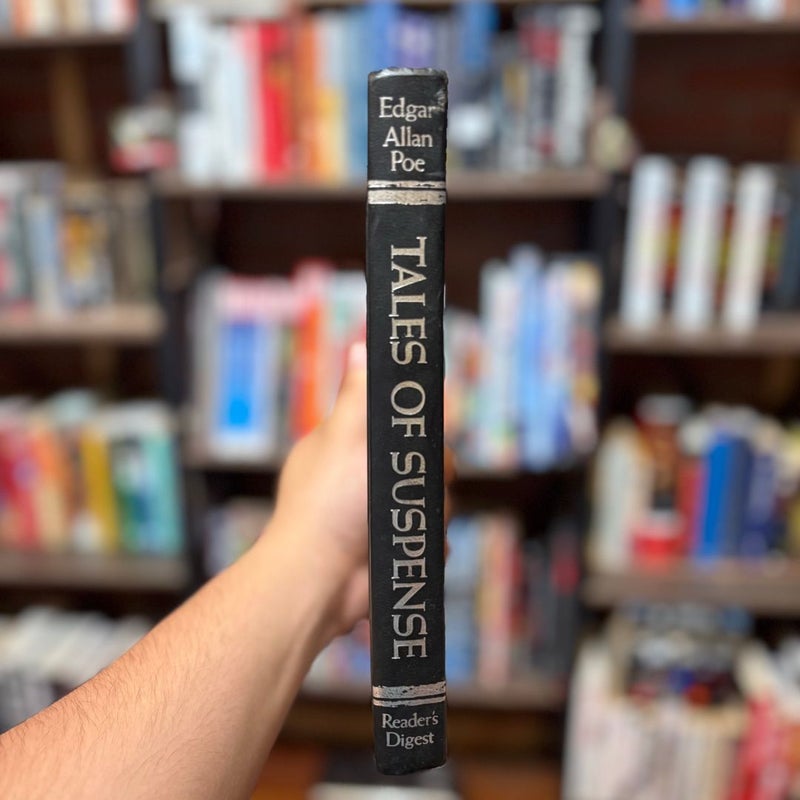 Edgar
Allan
Poe
TALES OF SUSPENSE
Reader's
Digest